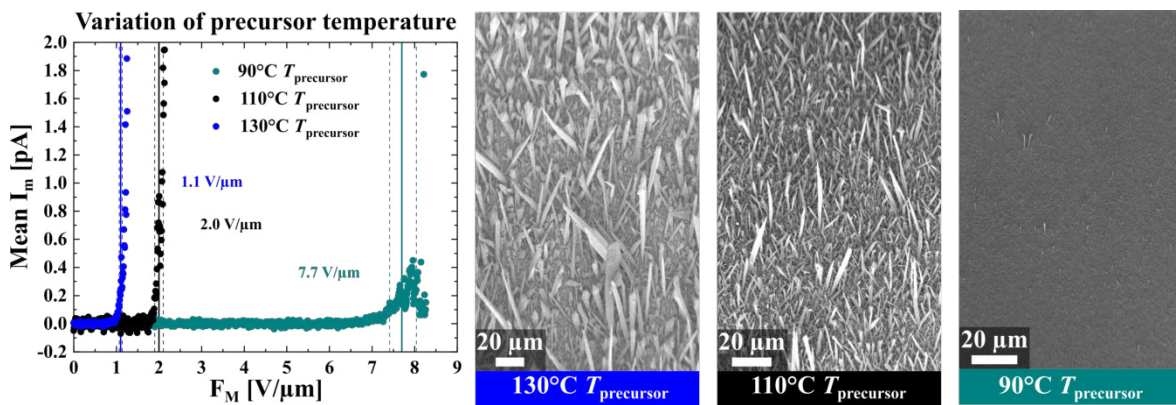 Variation of precursor temperature
Mean Iₘ [pA]
2.0
1.8
1.6
1.4
1.2
1.0
0.8
0.6
0.4
0.2
0.0
-0.2
90°C T_precursor
110°C T_precursor
130°C T_precursor
1.1 V/µm
2.0 V/µm
7.7 V/µm
0 1 2 3 4 5 6 7 8 9
F_M [V/µm]
20 µm
130°C T_precursor
20 µm
110°C T_precursor
20 µm
90°C T_precursor